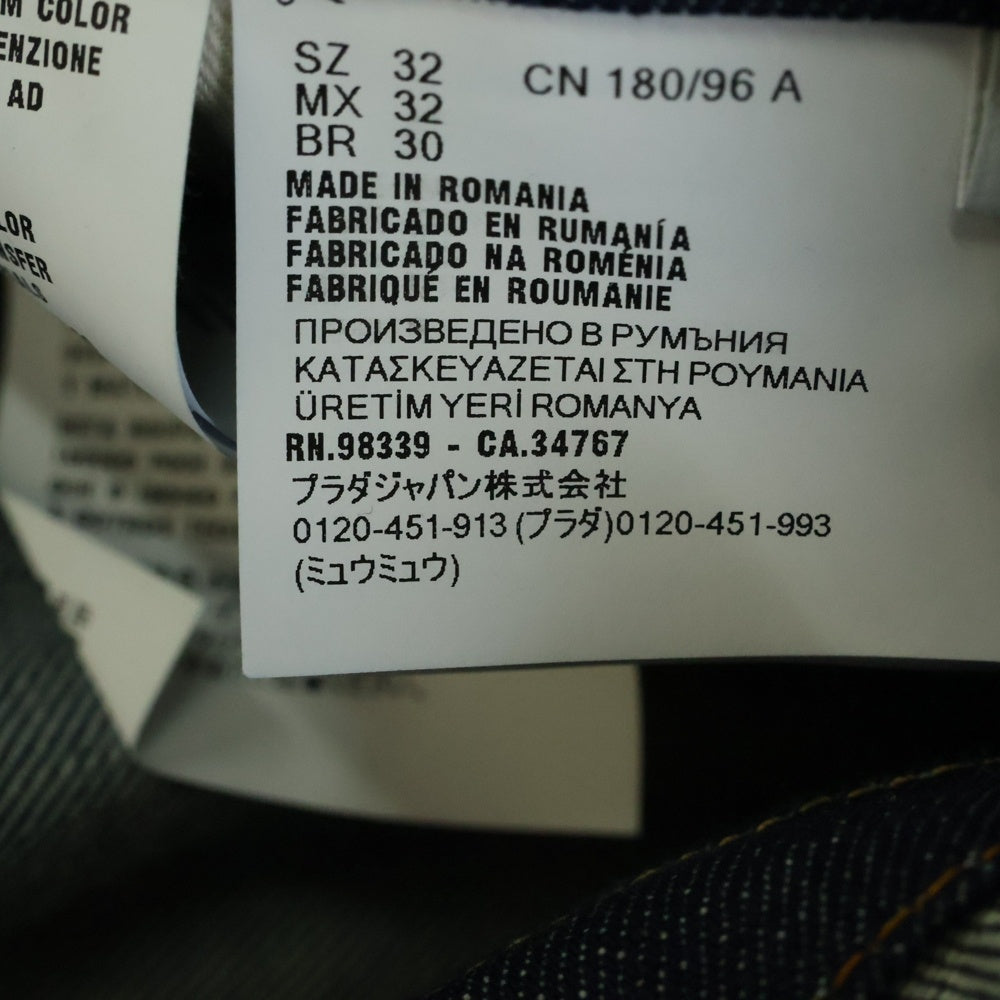 M COLOR
ENZIONE
AD
LOR
NSFER
ALS
SZ 32 CN 180/96 A
MX 32
BR 30
MADE IN ROMANIA
FABRICADO EN RUMANÍA
FABRICADO NA ROMÉNIA
FABRIQUÉ EN ROUMANIE
ПРОИЗВЕДЕНО В РУМЪНИЯ
ΚΑΤΑΣΚΕΥΑΖΕΤΑΙ ΣΤΗ ΡΟΥΜΑΝΙΑ
ÜRETİM YERİ ROMANYA
RN.98339 - CA.34767
プラダジャパン株式会社
0120-451-913 (プラダ)0120-451-993
(ミュウミュウ)